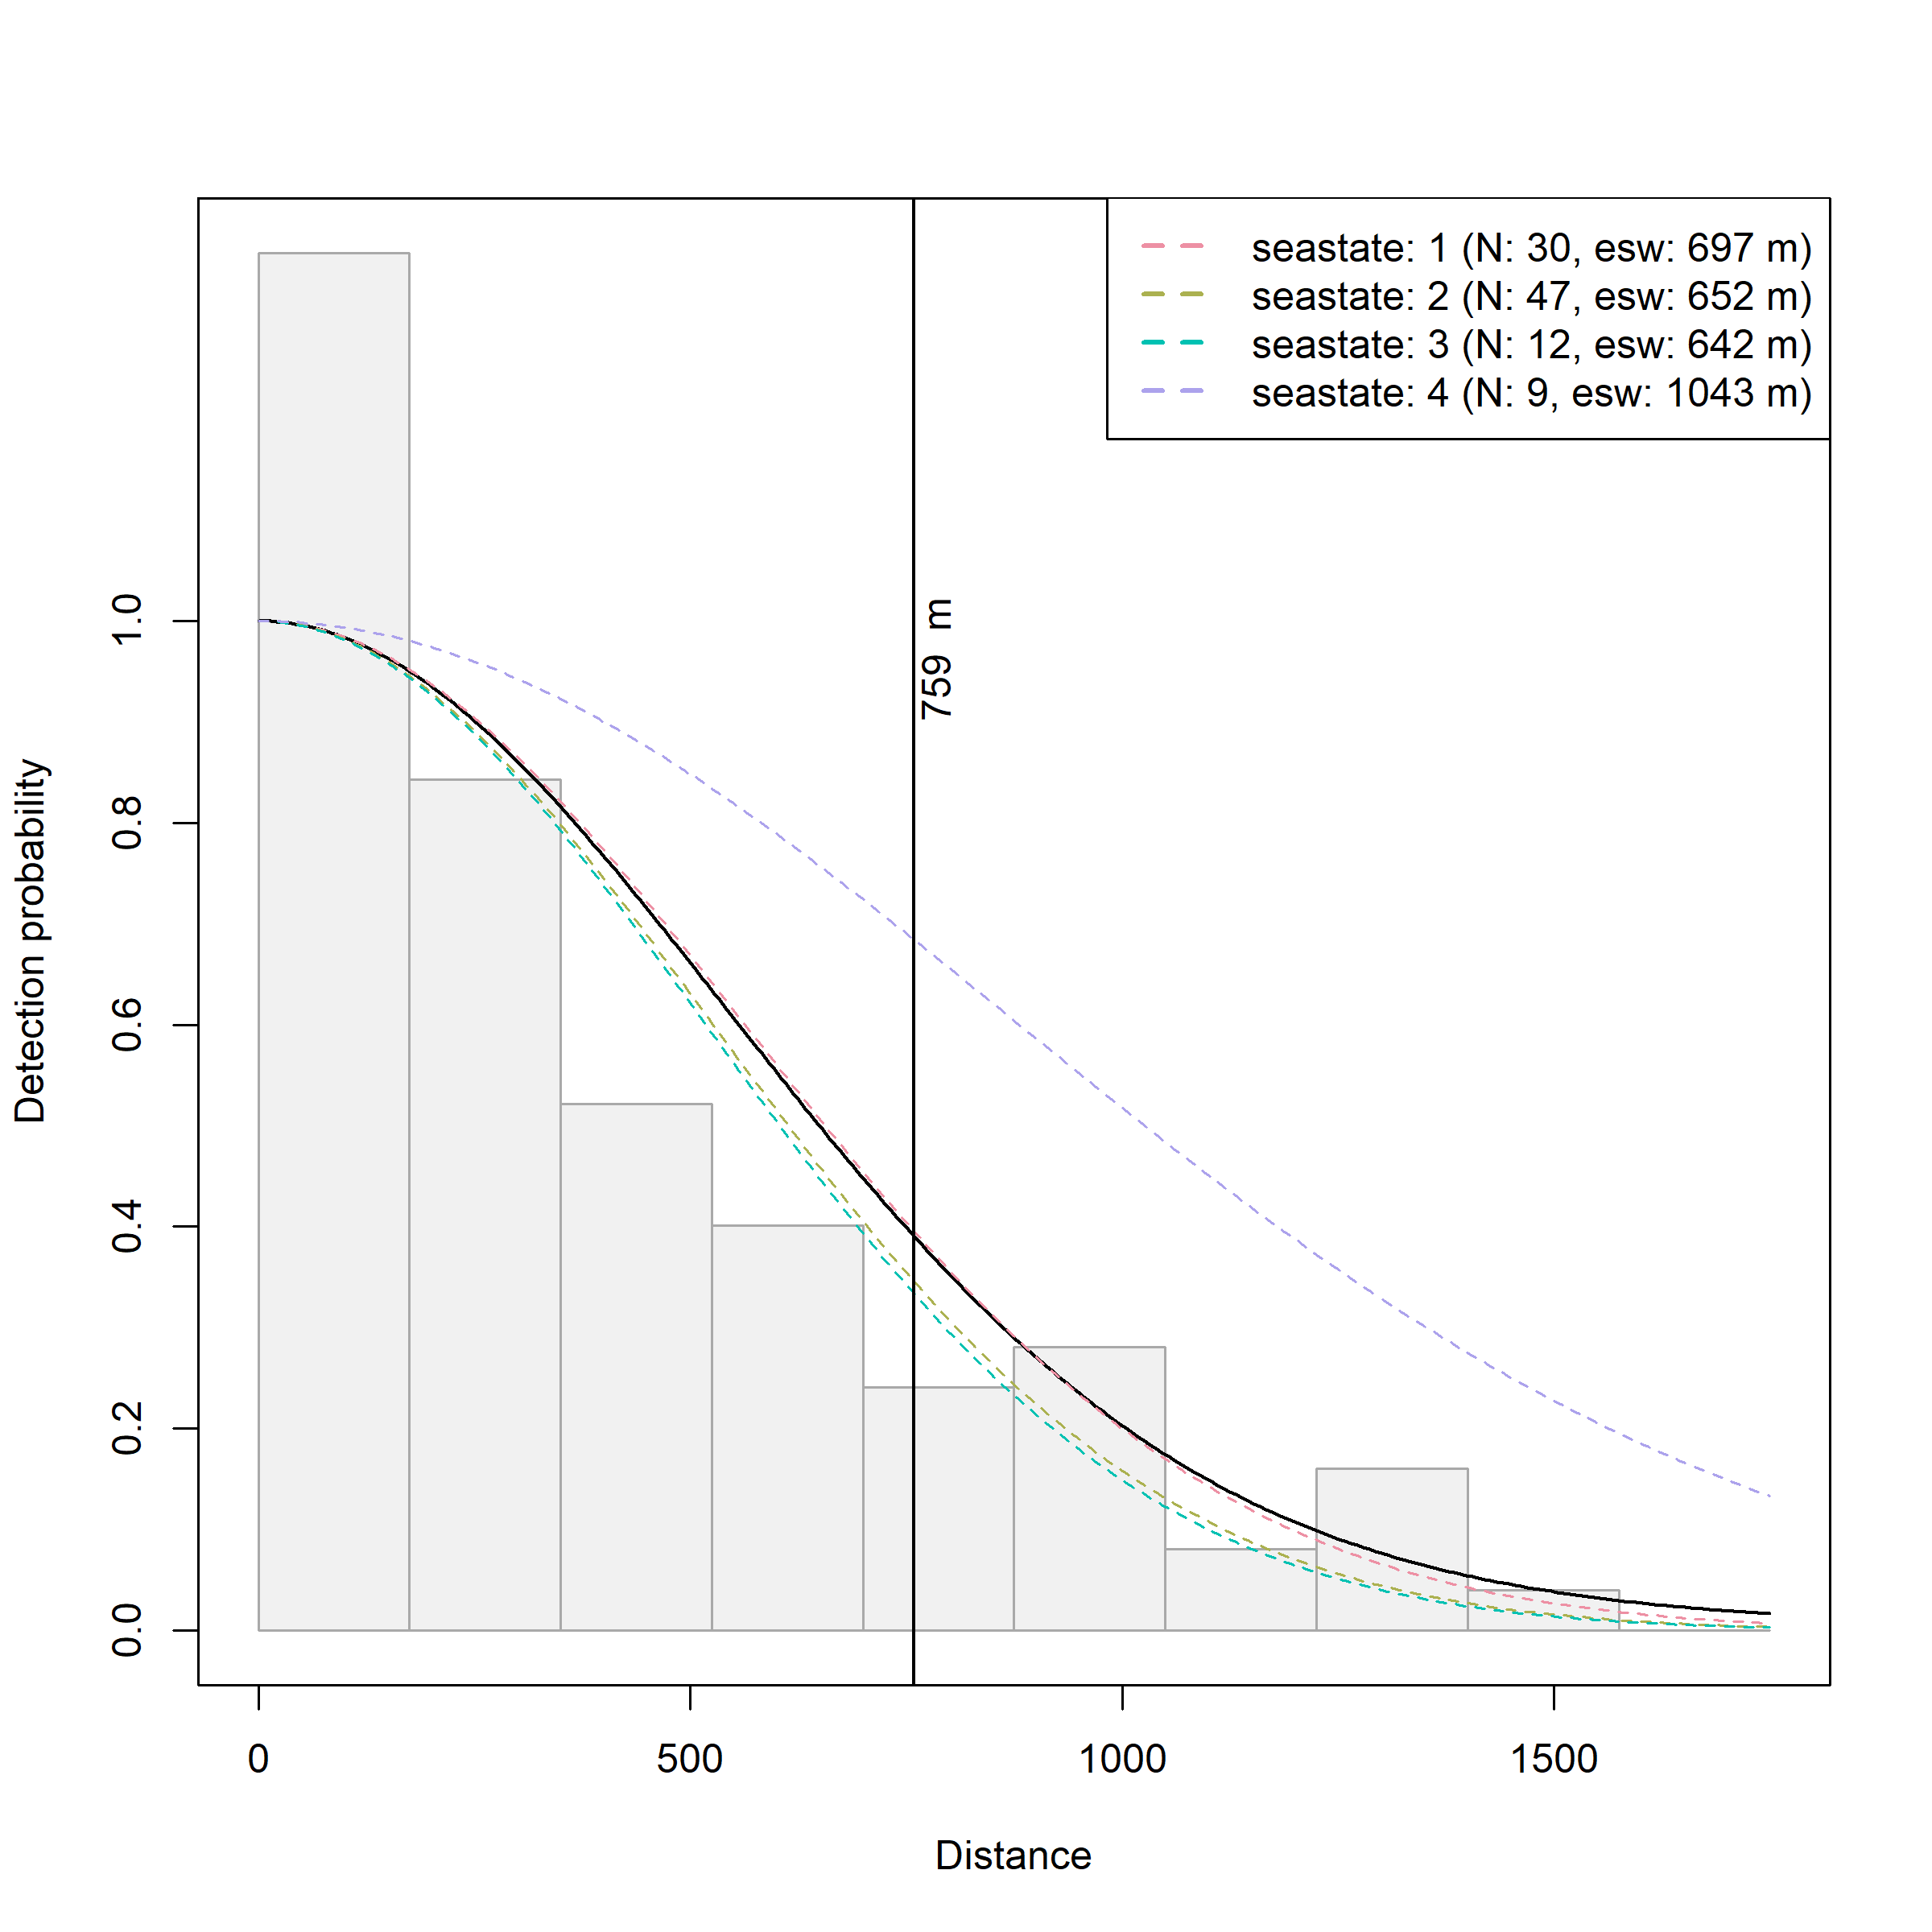 seastate: 1 (N: 30, esw: 697 m)
seastate: 2 (N: 47, esw: 652 m)
seastate: 3 (N: 12, esw: 642 m)
seastate: 4 (N: 9, esw: 1043 m)
759 m
Detection probability
1.0
0.8
0.6
0.4
0.2
0.0
0
500
1000
1500
Distance